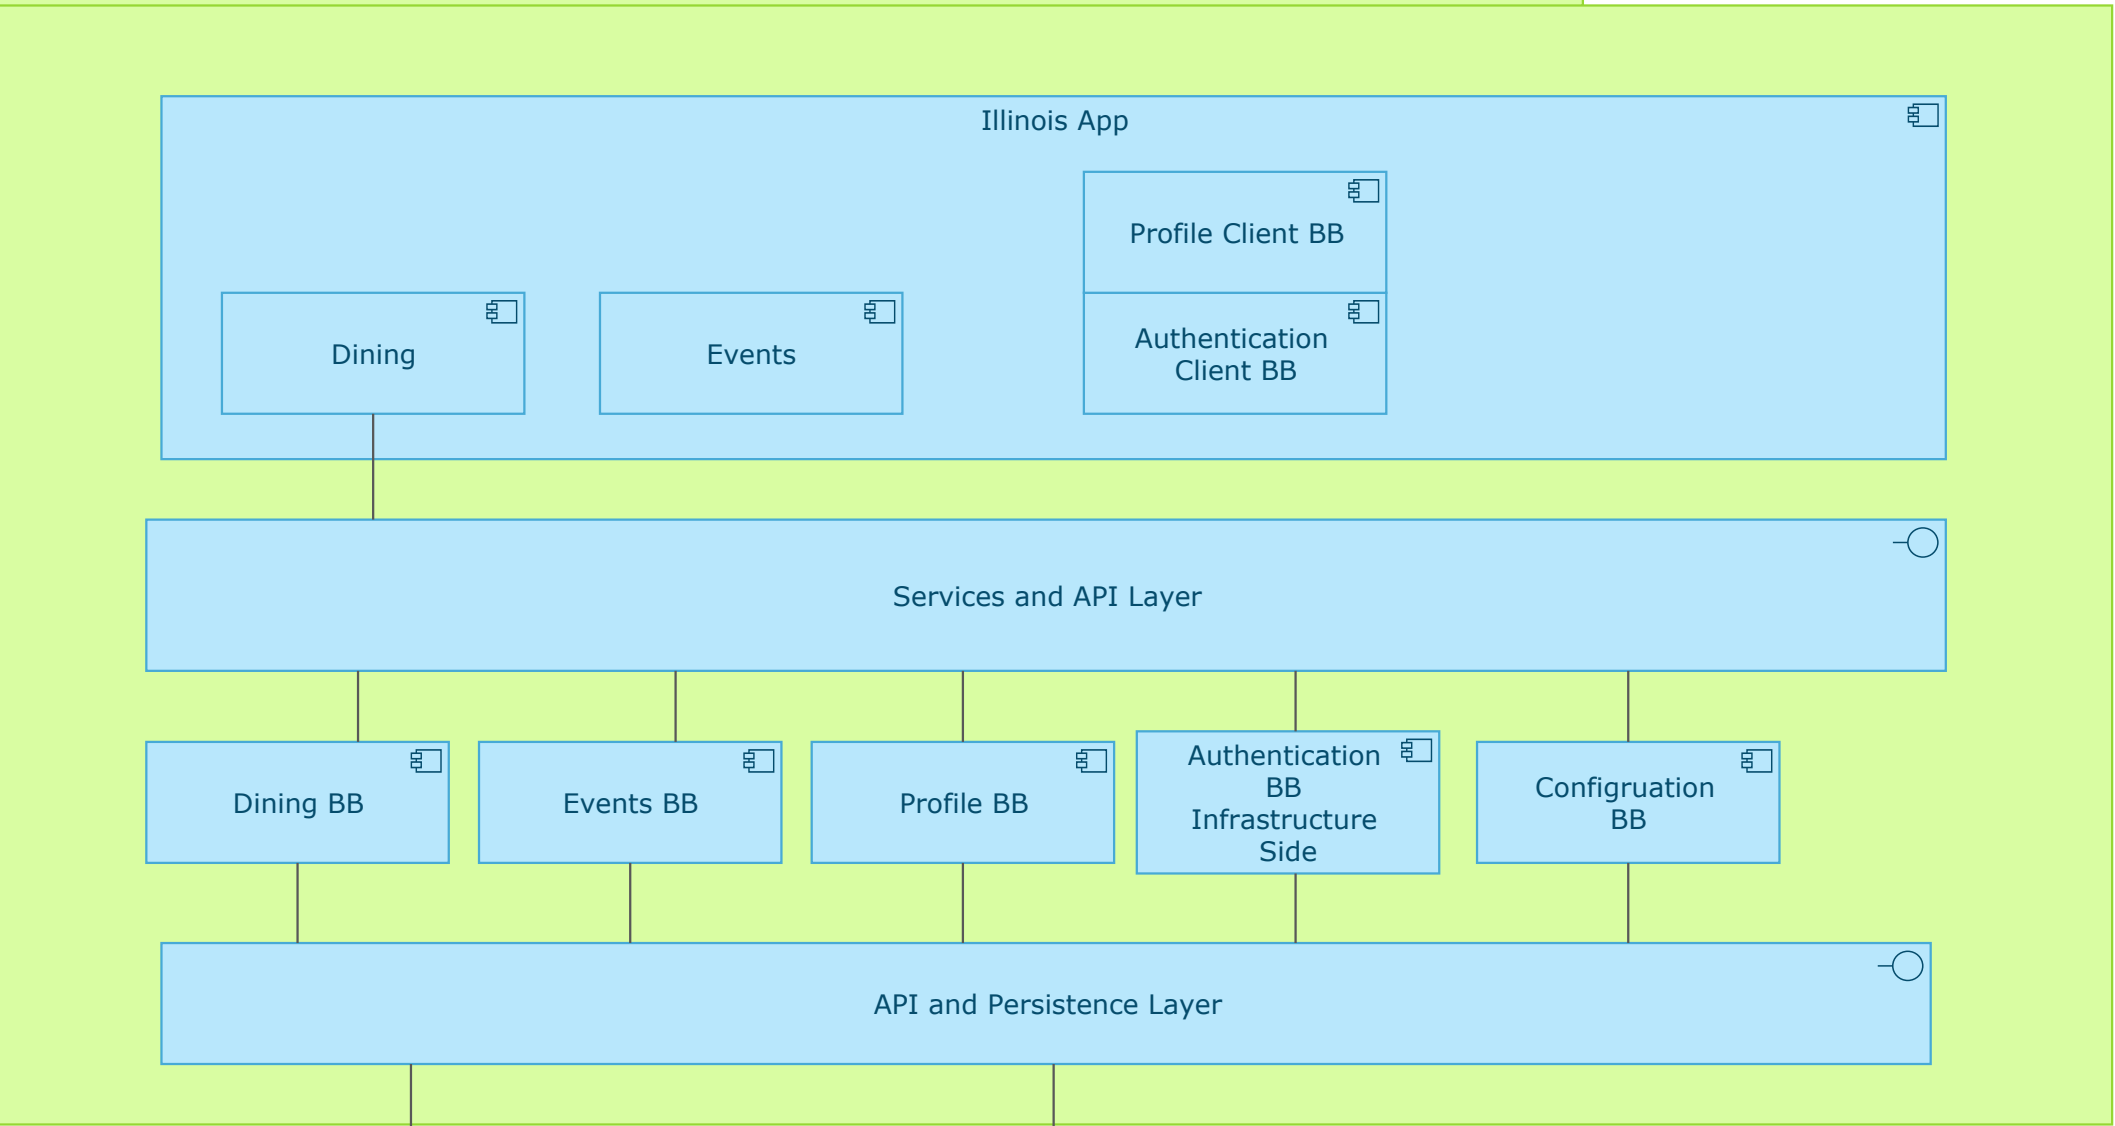 Illinois App
Profile Client BB
Dining
Events
Authentication
Client BB
Services and API Layer
Dining BB
Events BB
Profile BB
Authentication
BB
Infrastructure
Side
Configruation
BB
API and Persistence Layer